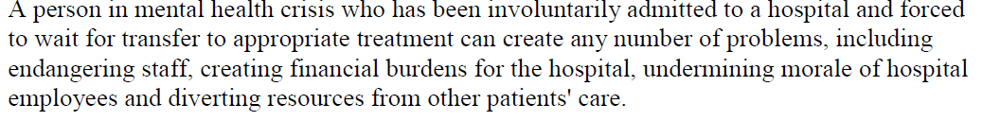 A person in mental health crisis who has been involuntarily admitted to a hospital and forced
to wait for transfer to appropriate treatment can create any number of problems, including
endangering staff, creating financial burdens for the hospital, undermining morale of hospital
employees and diverting resources from other patients' care.